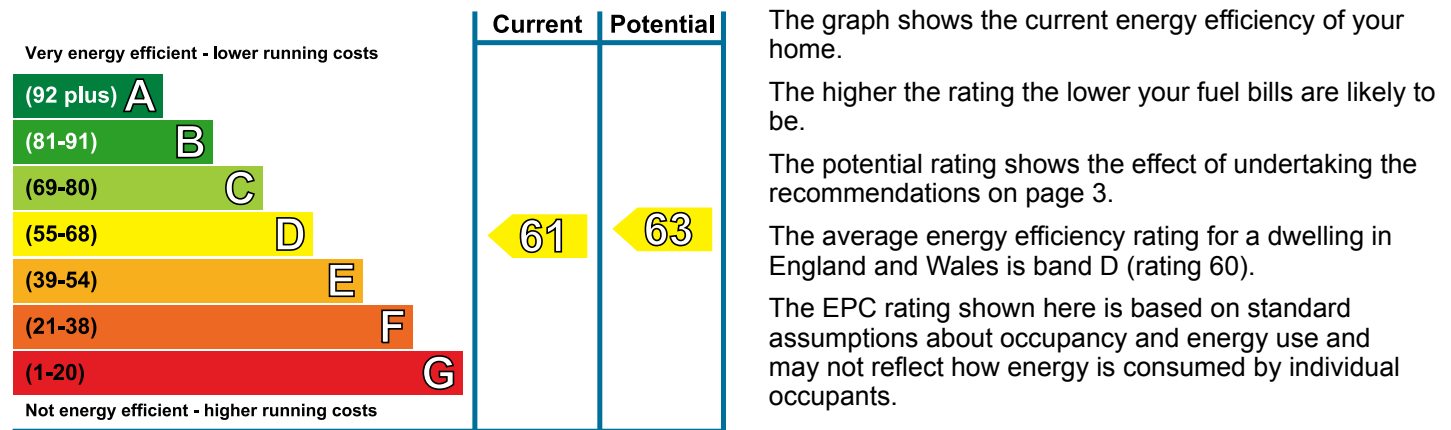 Current Potential
Very energy efficient - lower running costs
(92 plus) A
(81-91) B
(69-80) C
(55-68) D
(39-54) E
(21-38) F
(1-20) G
Not energy efficient - higher running costs
61 63
The graph shows the current energy efficiency of your
home.
The higher the rating the lower your fuel bills are likely to
be.
The potential rating shows the effect of undertaking the
recommendations on page 3.
The average energy efficiency rating for a dwelling in
England and Wales is band D (rating 60).
The EPC rating shown here is based on standard
assumptions about occupancy and energy use and
may not reflect how energy is consumed by individual
occupants.